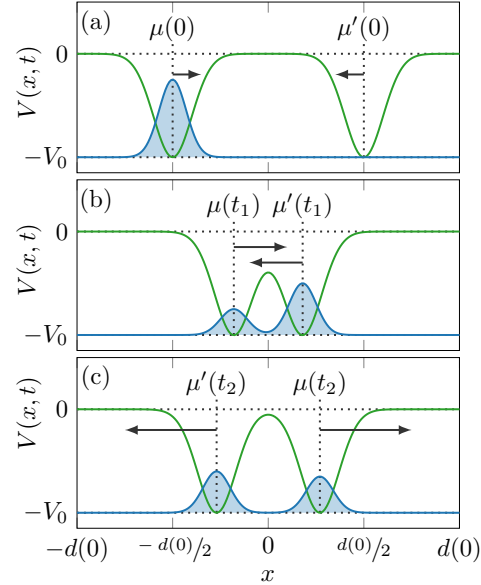 (a)
μ(0) μ′(0)
V(x, t)
0
−V₀
(b)
μ(t₁) μ′(t₁)
V(x, t)
0
−V₀
(c)
μ′(t₂) μ(t₂)
V(x, t)
0
−V₀
−d(0) − d(0)/2 0 d(0)/2 d(0)
x